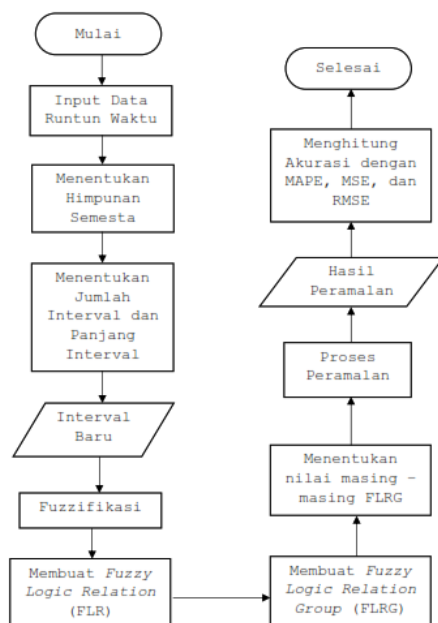 Mulai
Input Data
Runtun Waktu
Menentukan
Himpunan
Semesta
Menentukan
Jumlah
Interval dan
Panjang
Interval
Interval
Baru
Fuzzifikasi
Membuat Fuzzy
Logic Relation
(FLR)
Membuat Fuzzy
Logic Relation
Group (FLRG)
Menentukan
nilai masing –
masing FLRG
Proses
Peramalan
Hasil
Peramalan
Menghitung
Akurasi dengan
MAPE, MSE, dan
RMSE
Selesai